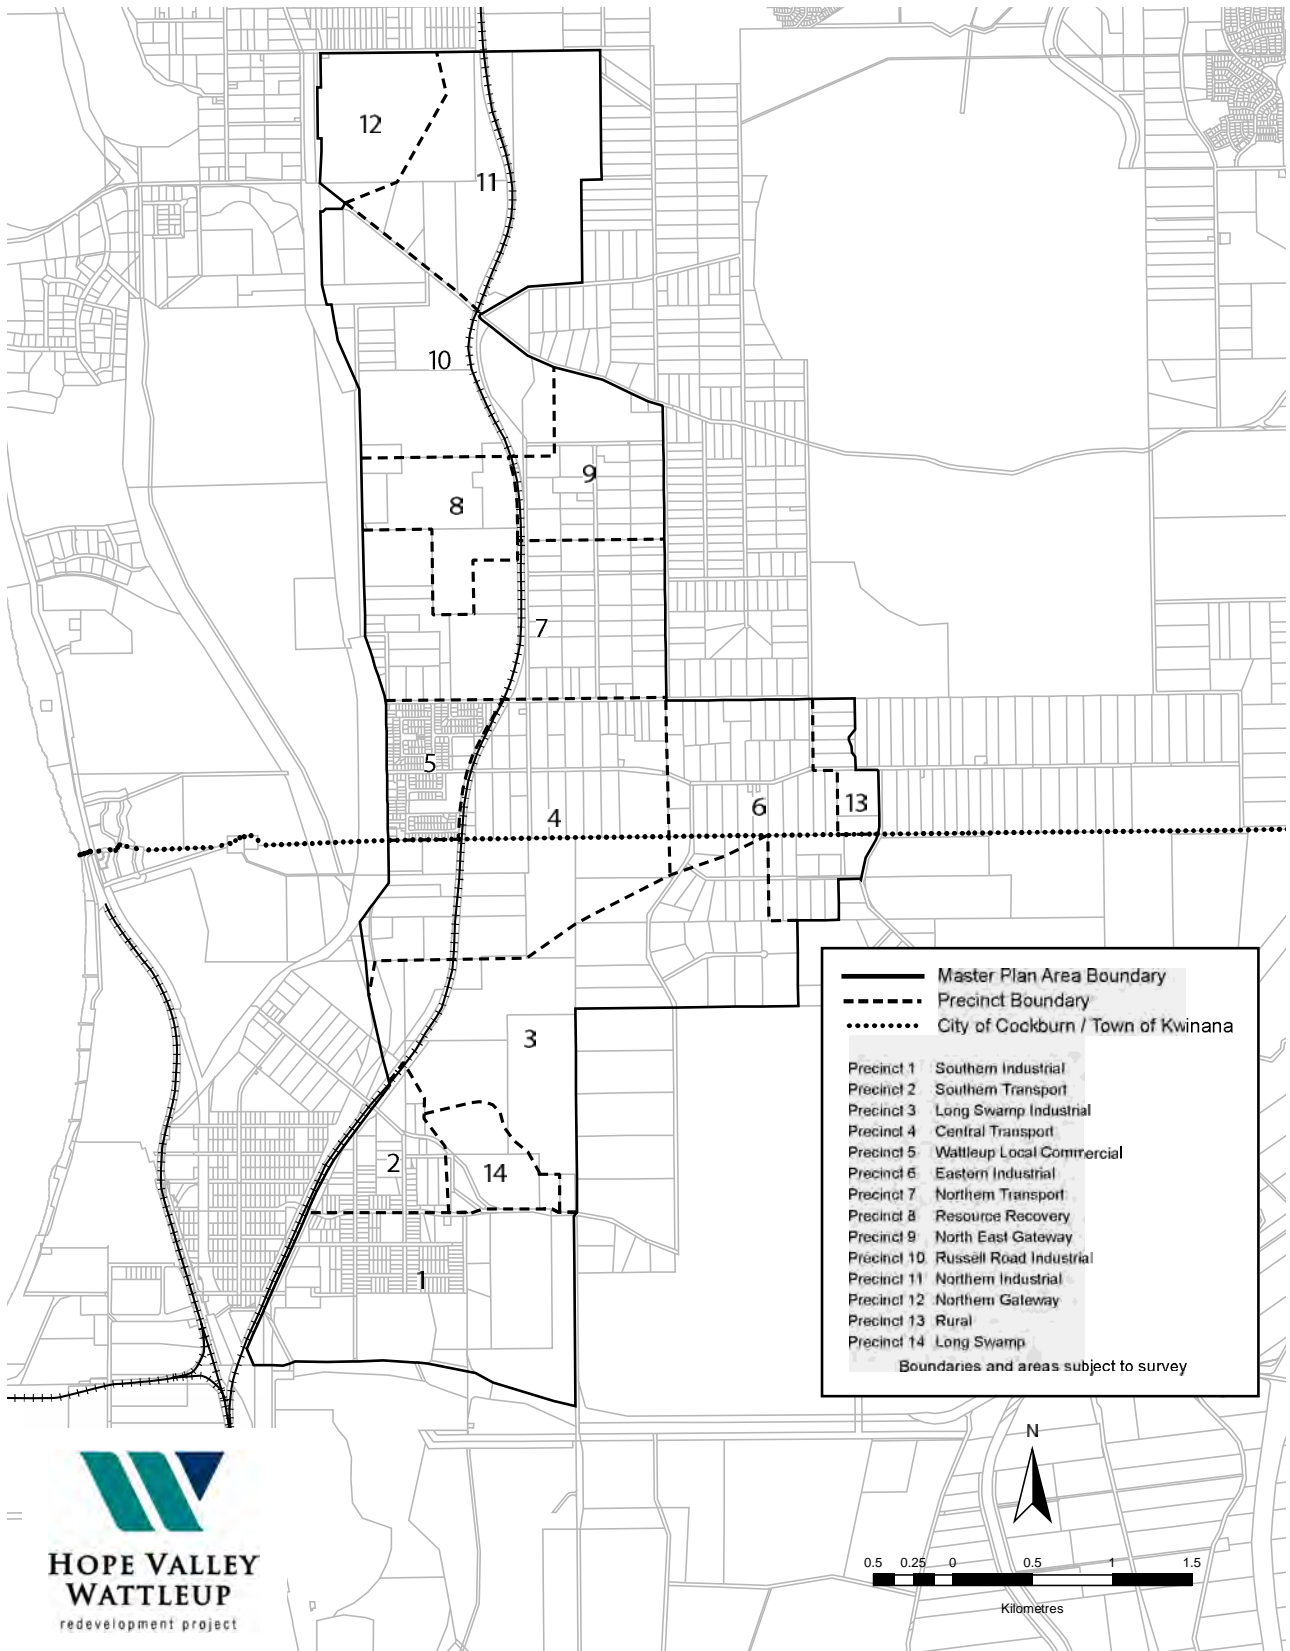 12
11
10
9
8
7
5
6
13
4
3
2
14
1
Master Plan Area Boundary
Precinct Boundary
City of Cockburn / Town of Kwinana
Precinct 1 Southern Industrial
Precinct 2 Southern Transport
Precinct 3 Long Swamp Industrial
Precinct 4 Central Transport
Precinct 5 Wattleup Local Commercial
Precinct 6 Eastern Industrial
Precinct 7 Northern Transport
Precinct 8 Resource Recovery
Precinct 9 North East Gateway
Precinct 10 Russell Road Industrial
Precinct 11 Northern Industrial
Precinct 12 Northern Gateway
Precinct 13 Rural
Precinct 14 Long Swamp
Boundaries and areas subject to survey
N
0.5 0.25 0 0.5 1 1.5
Kilometres
HOPE VALLEY
WATTLEUP
redevelopment project